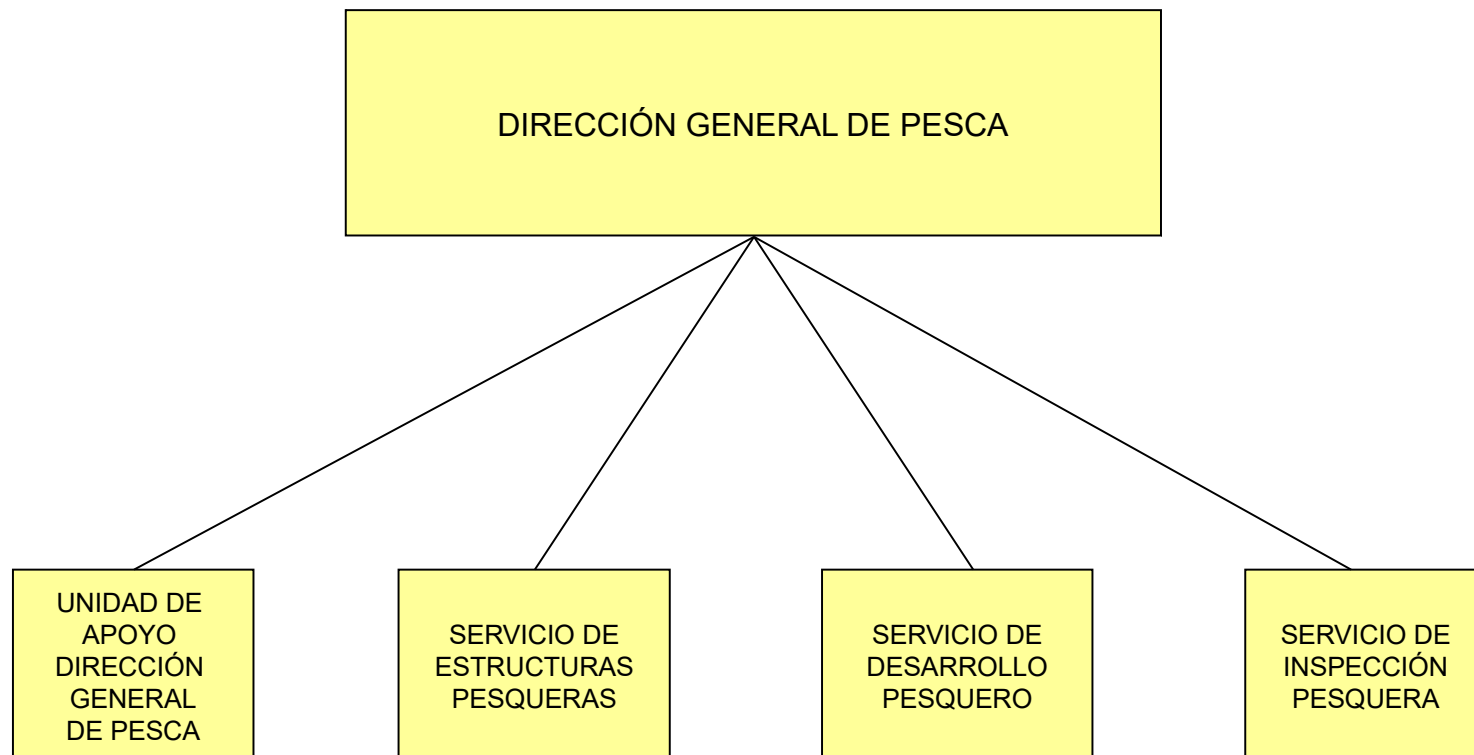 DIRECCIÓN GENERAL DE PESCA
UNIDAD DE
APOYO
DIRECCIÓN
GENERAL
DE PESCA
SERVICIO DE
ESTRUCTURAS
PESQUERAS
SERVICIO DE
DESARROLLO
PESQUERO
SERVICIO DE
INSPECCIÓN
PESQUERA